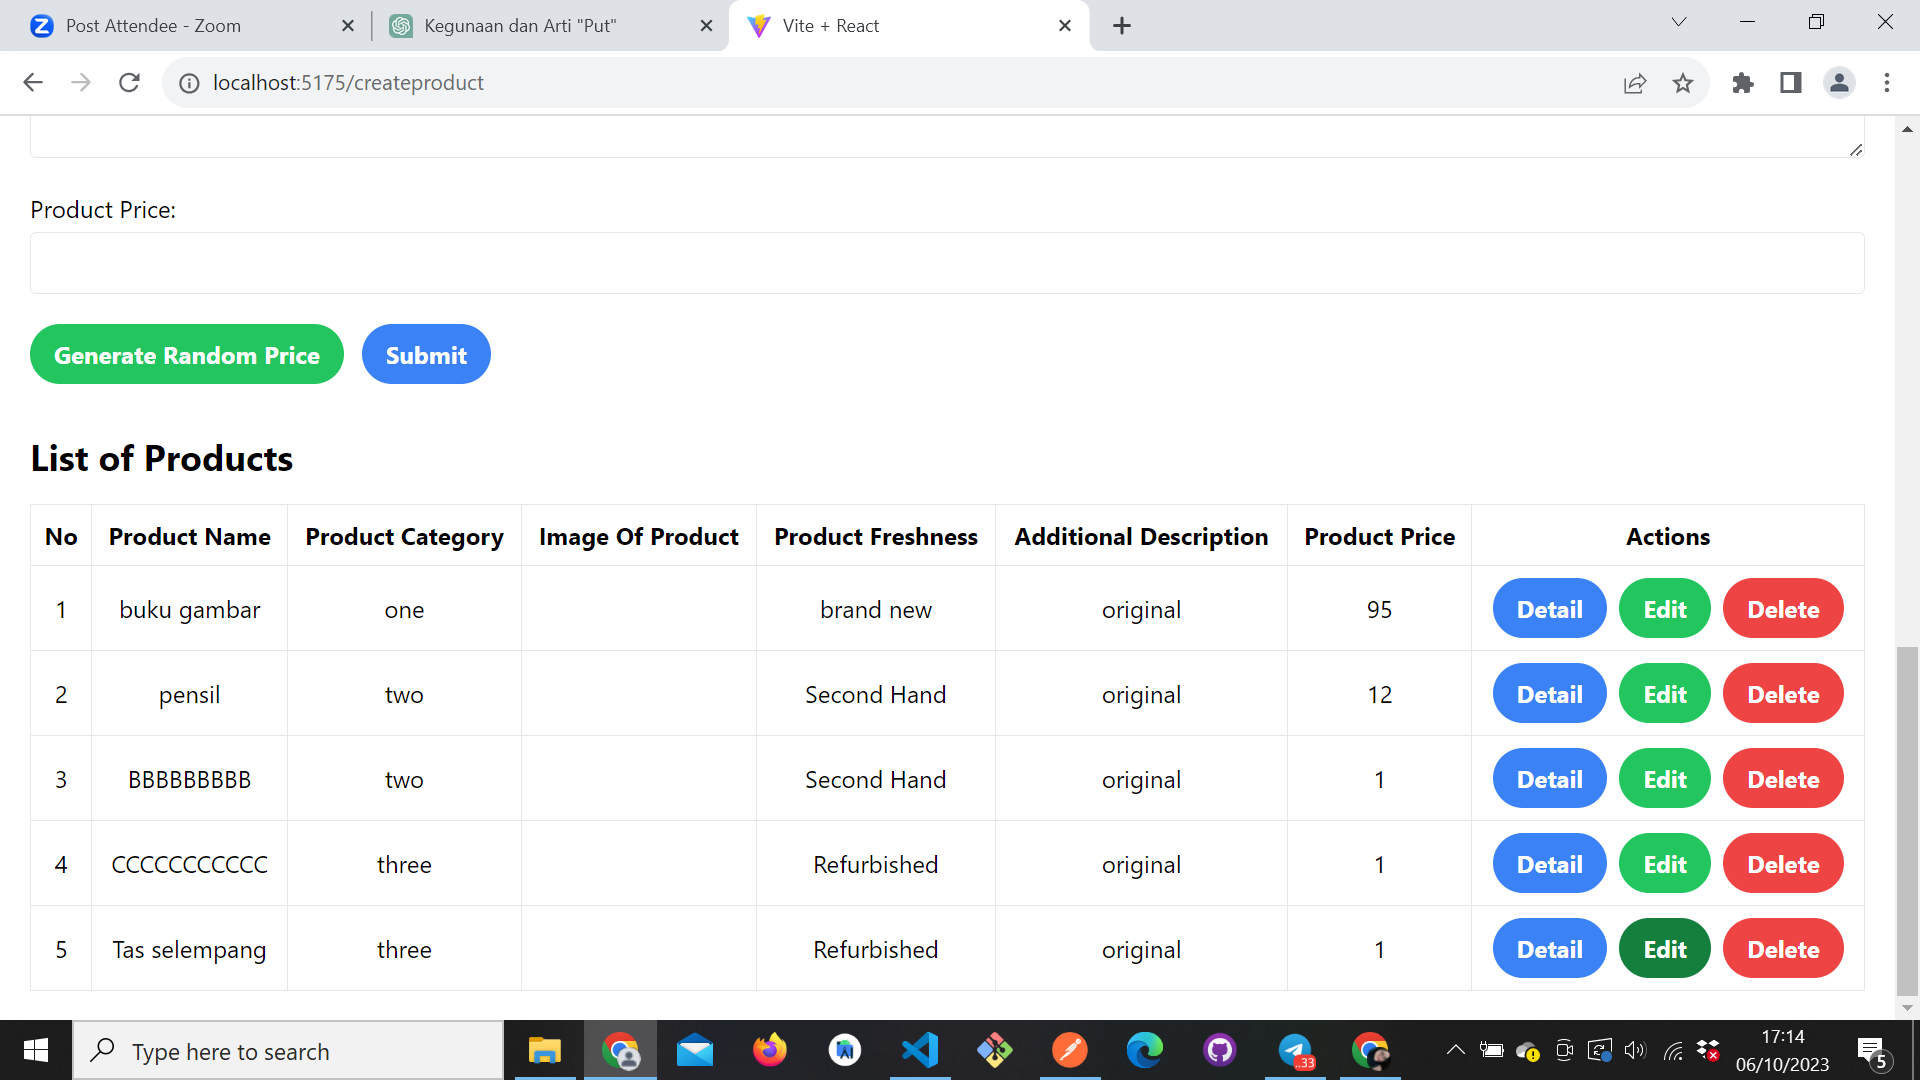 Post Attendee - Zoom
Kegunaan dan Arti "Put"
Vite + React
localhost:5175/createproduct
Product Price:
Generate Random Price
Submit
List of Products
No Product Name Product Category Image Of Product Product Freshness Additional Description Product Price Actions
1 buku gambar one brand new original 95 Detail Edit Delete
2 pensil two Second Hand original 12 Detail Edit Delete
3 BBBBBBBBB two Second Hand original 1 Detail Edit Delete
4 CCCCCCCCCCC three Refurbished original 1 Detail Edit Delete
5 Tas selempang three Refurbished original 1 Detail Edit Delete
Type here to search
..33
17:14
06/10/2023
5